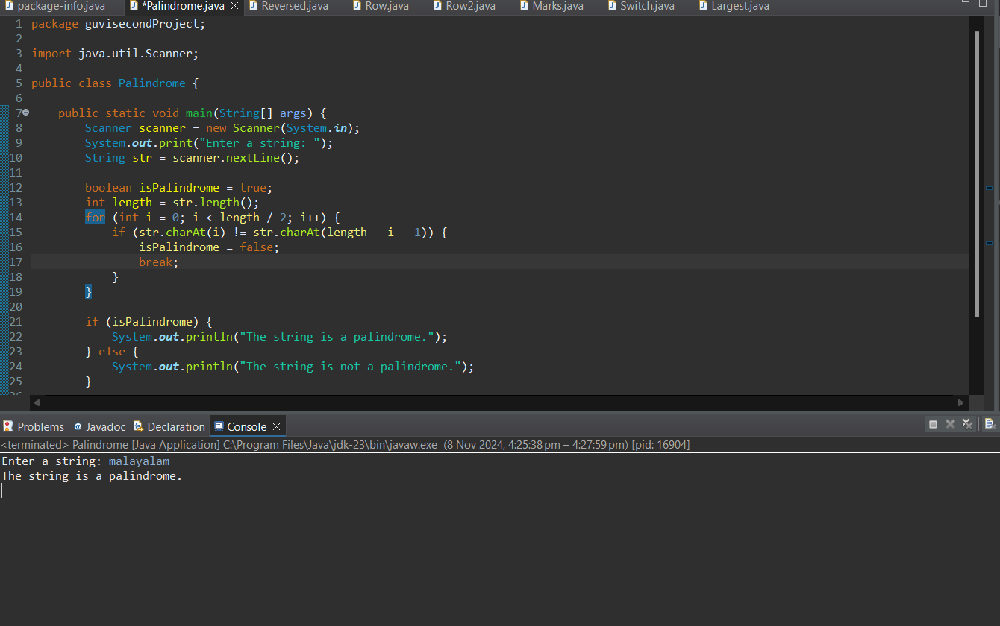 package-info.java *Palindrome.java Reversed.java Row.java Row2.java Marks.java Switch.java Largest.java
1 package guvisecondProject;
2
3 import java.util.Scanner;
4
5 public class Palindrome {
6
7 public static void main(String[] args) {
8 Scanner scanner = new Scanner(System.in);
9 System.out.print("Enter a string: ");
10 String str = scanner.nextLine();
11
12 boolean isPalindrome = true;
13 int length = str.length();
14 for (int i = 0; i < length / 2; i++) {
15 if (str.charAt(i) != str.charAt(length - i - 1)) {
16 isPalindrome = false;
17 break;
18 }
19 }
20
21 if (isPalindrome) {
22 System.out.println("The string is a palindrome.");
23 } else {
24 System.out.println("The string is not a palindrome.");
25 }
Problems Javadoc Declaration Console
<terminated> Palindrome [Java Application] C:\Program Files\Java\jdk-23\bin\javaw.exe (8 Nov 2024, 4:25:38 pm – 4:27:59 pm) [pid: 16904]
Enter a string: malayalam
The string is a palindrome.